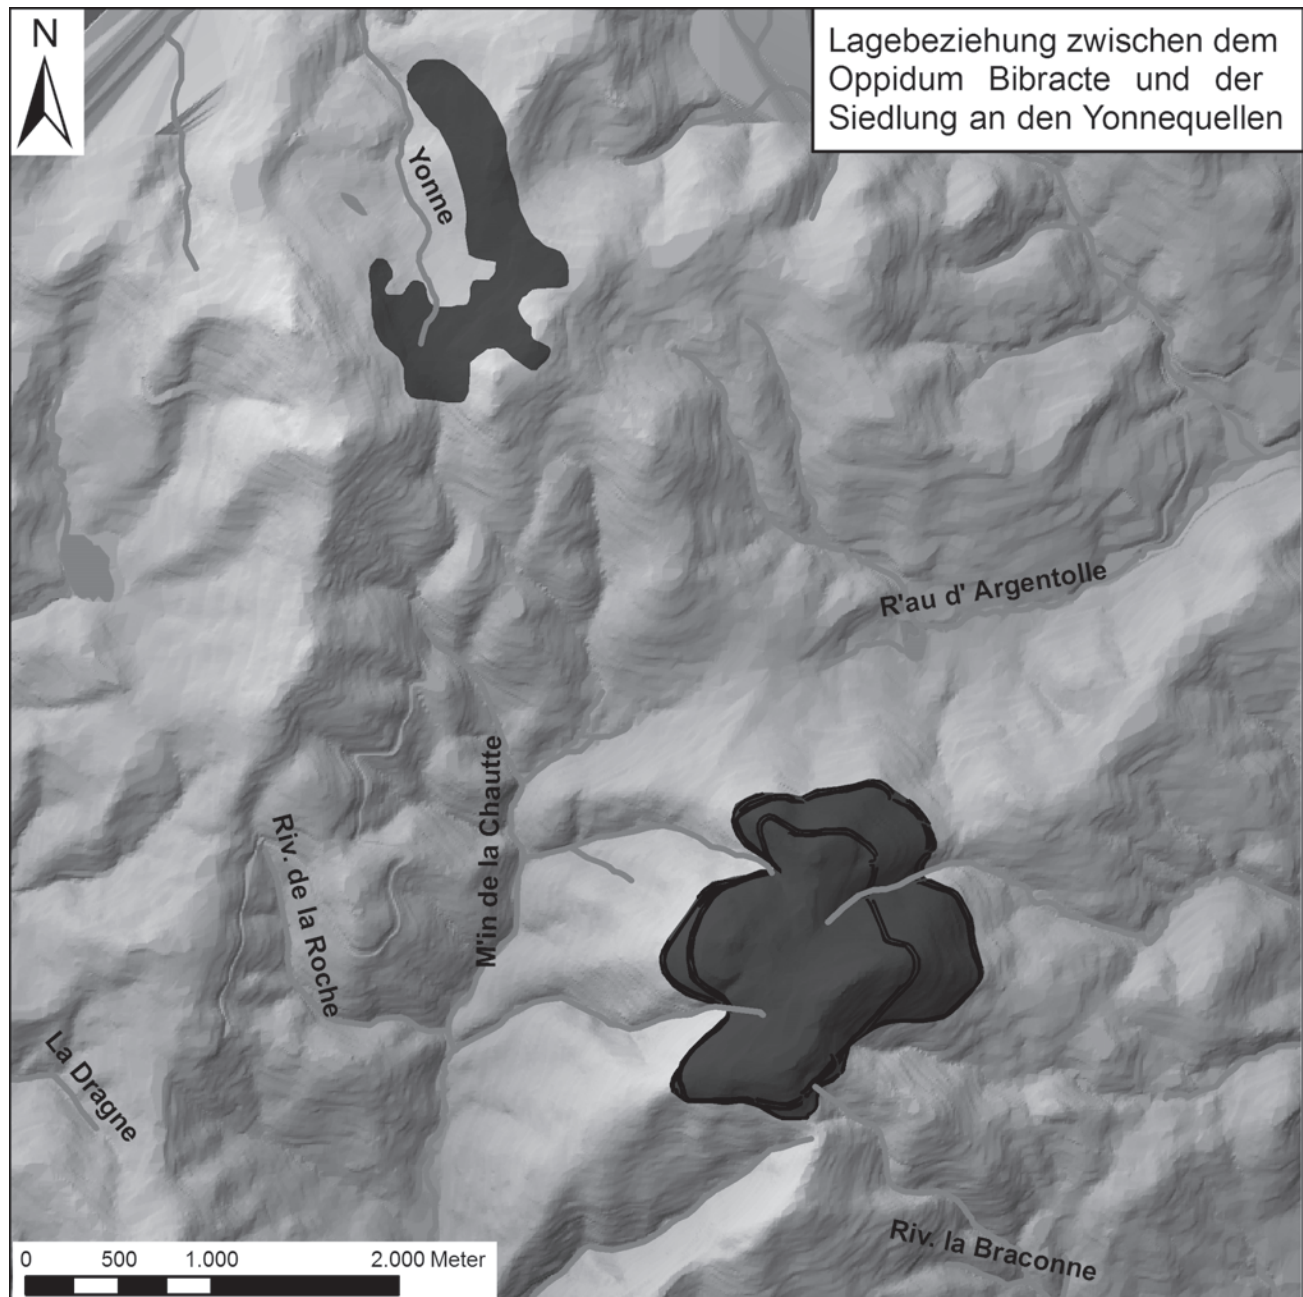 N
Lagebeziehung zwischen dem
Oppidum Bibracte und der
Siedlung an den Yonnequellen
Yonne
R'au d' Argentolle
M'in de la Chautte
Riv. de la Roche
La Dragne
Riv. la Braconne
0 500 1.000 2.000 Meter